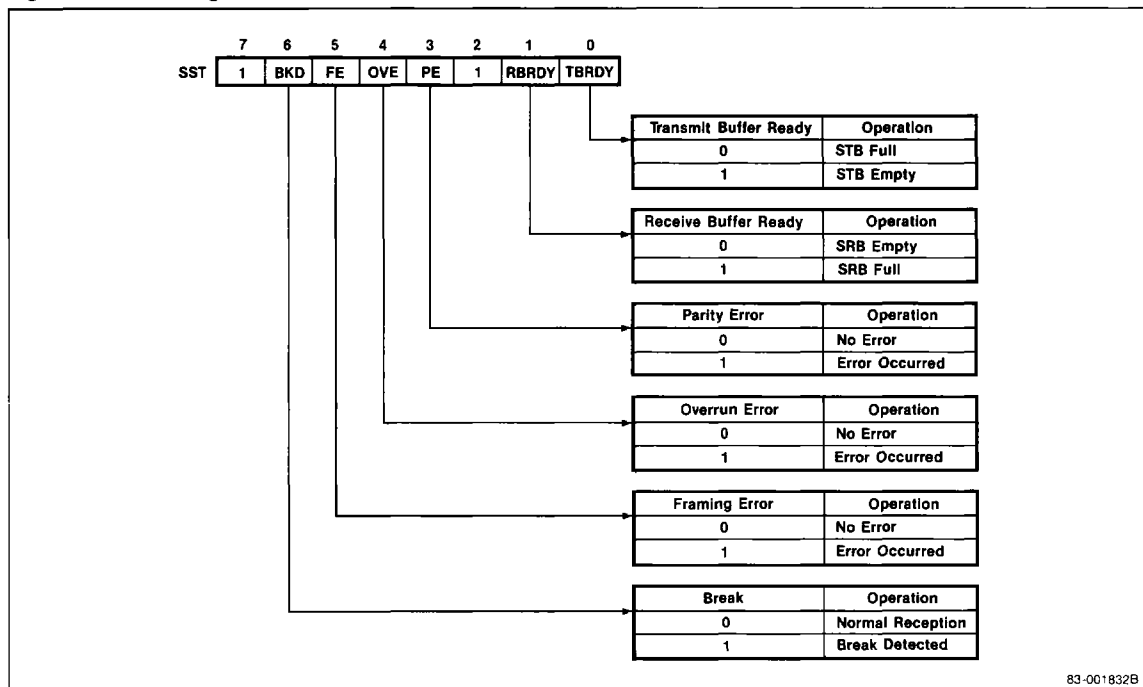 7 6 5 4 3 2 1 0
SST 1 BKD FE OVE PE 1 RBRDY TBRDY
Transmit Buffer Ready Operation
0 STB Full
1 STB Empty
Receive Buffer Ready Operation
0 SRB Empty
1 SRB Full
Parity Error Operation
0 No Error
1 Error Occurred
Overrun Error Operation
0 No Error
1 Error Occurred
Framing Error Operation
0 No Error
1 Error Occurred
Break Operation
0 Normal Reception
1 Break Detected
83-001832B